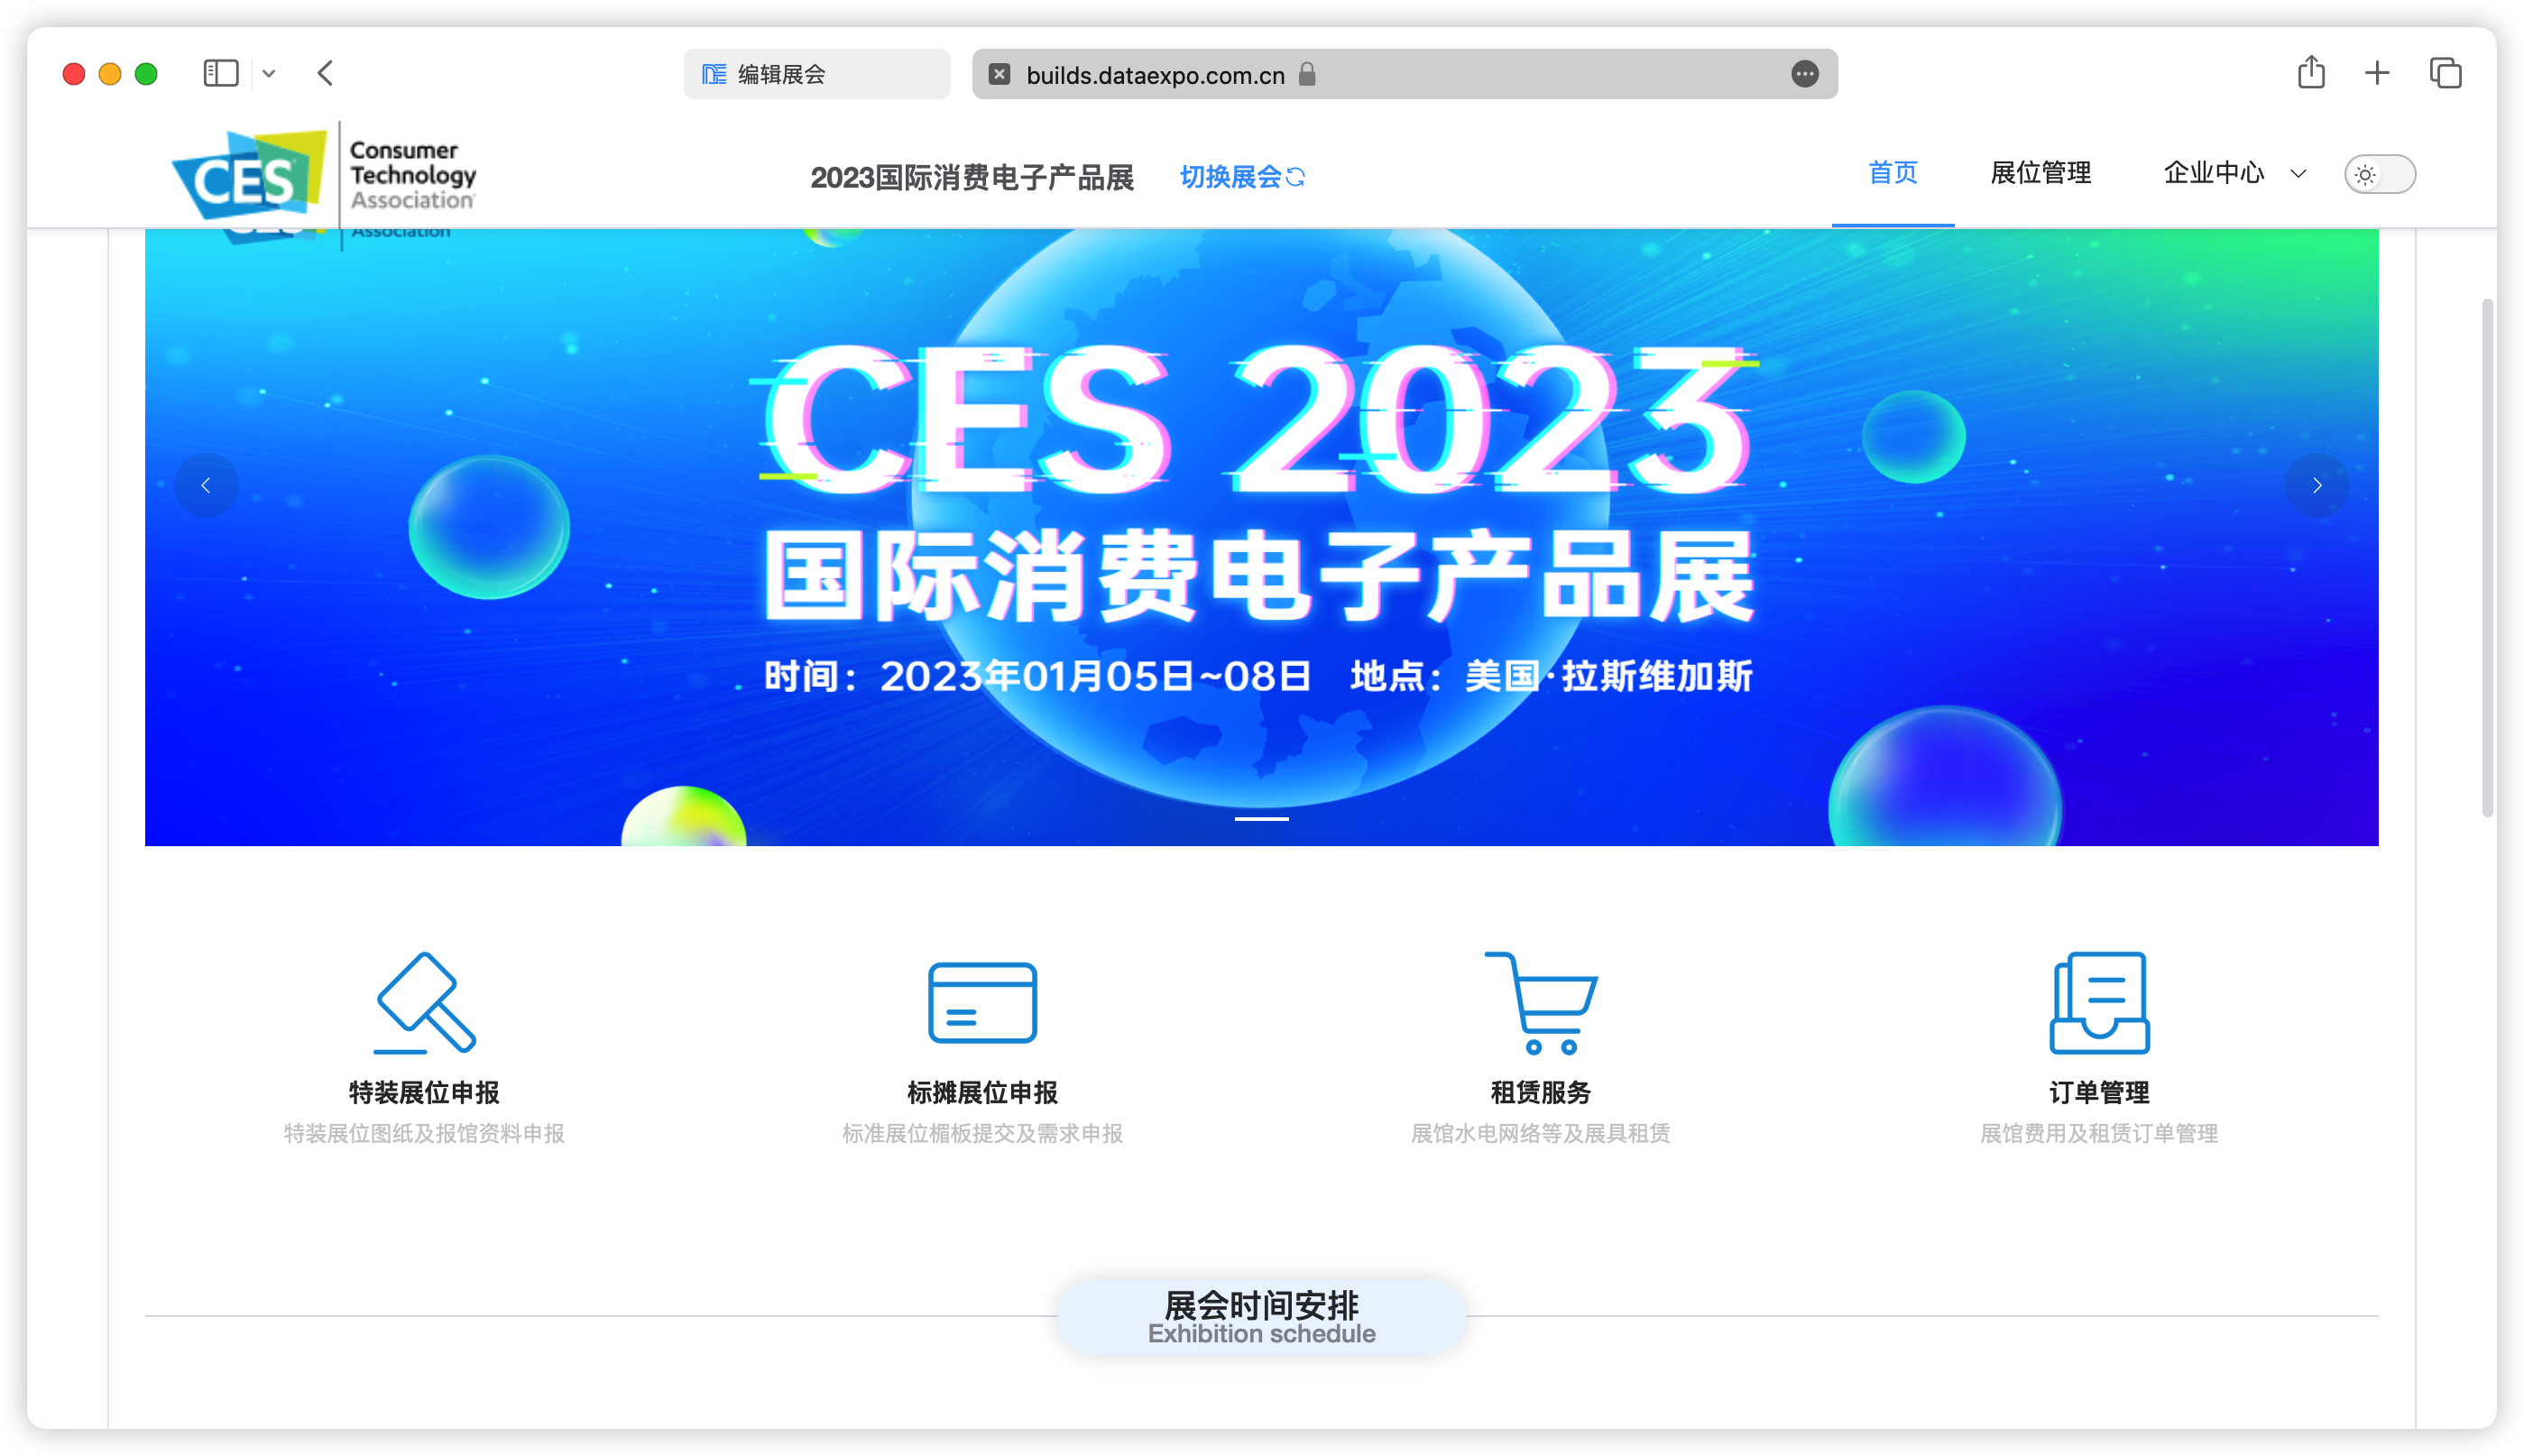 编辑展会
builds.dataexpo.com.cn
CES
Consumer
Technology
Association
2023国际消费电子产品展 切换展会
首页 展位管理 企业中心
Association
CES 2023
国际消费电子产品展
时间：2023年01月05日~08日 地点：美国·拉斯维加斯
特装展位申报
特装展位图纸及报馆资料申报
标摊展位申报
标准展位楣板提交及需求申报
租赁服务
展馆水电网络等及展具租赁
订单管理
展馆费用及租赁订单管理
展会时间安排
Exhibition schedule